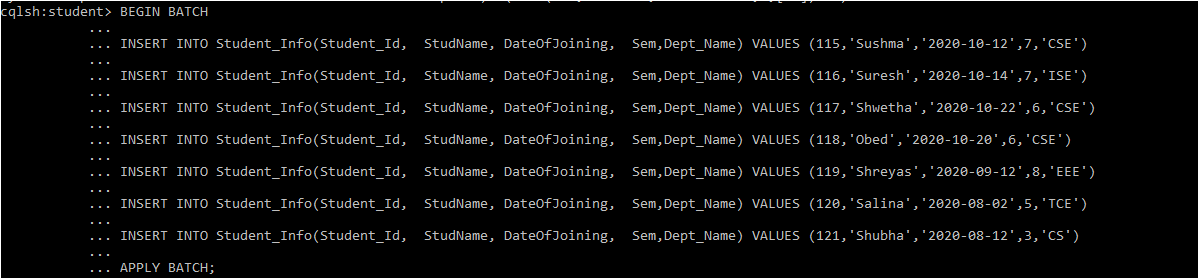 cqlsh:student> BEGIN BATCH
...
... INSERT INTO Student_Info(Student_Id,  StudName, DateOfJoining,  Sem,Dept_Name) VALUES (115,'Sushma','2020-10-12',7,'CSE')
...
... INSERT INTO Student_Info(Student_Id,  StudName, DateOfJoining,  Sem,Dept_Name) VALUES (116,'Suresh','2020-10-14',7,'ISE')
...
... INSERT INTO Student_Info(Student_Id,  StudName, DateOfJoining,  Sem,Dept_Name) VALUES (117,'Shwetha','2020-10-22',6,'CSE')
...
... INSERT INTO Student_Info(Student_Id,  StudName, DateOfJoining,  Sem,Dept_Name) VALUES (118,'Obed','2020-10-20',6,'CSE')
...
... INSERT INTO Student_Info(Student_Id,  StudName, DateOfJoining,  Sem,Dept_Name) VALUES (119,'Shreyas','2020-09-12',8,'EEE')
...
... INSERT INTO Student_Info(Student_Id,  StudName, DateOfJoining,  Sem,Dept_Name) VALUES (120,'Salina','2020-08-02',5,'TCE')
...
... INSERT INTO Student_Info(Student_Id,  StudName, DateOfJoining,  Sem,Dept_Name) VALUES (121,'Shubha','2020-08-12',3,'CS')
...
... APPLY BATCH;